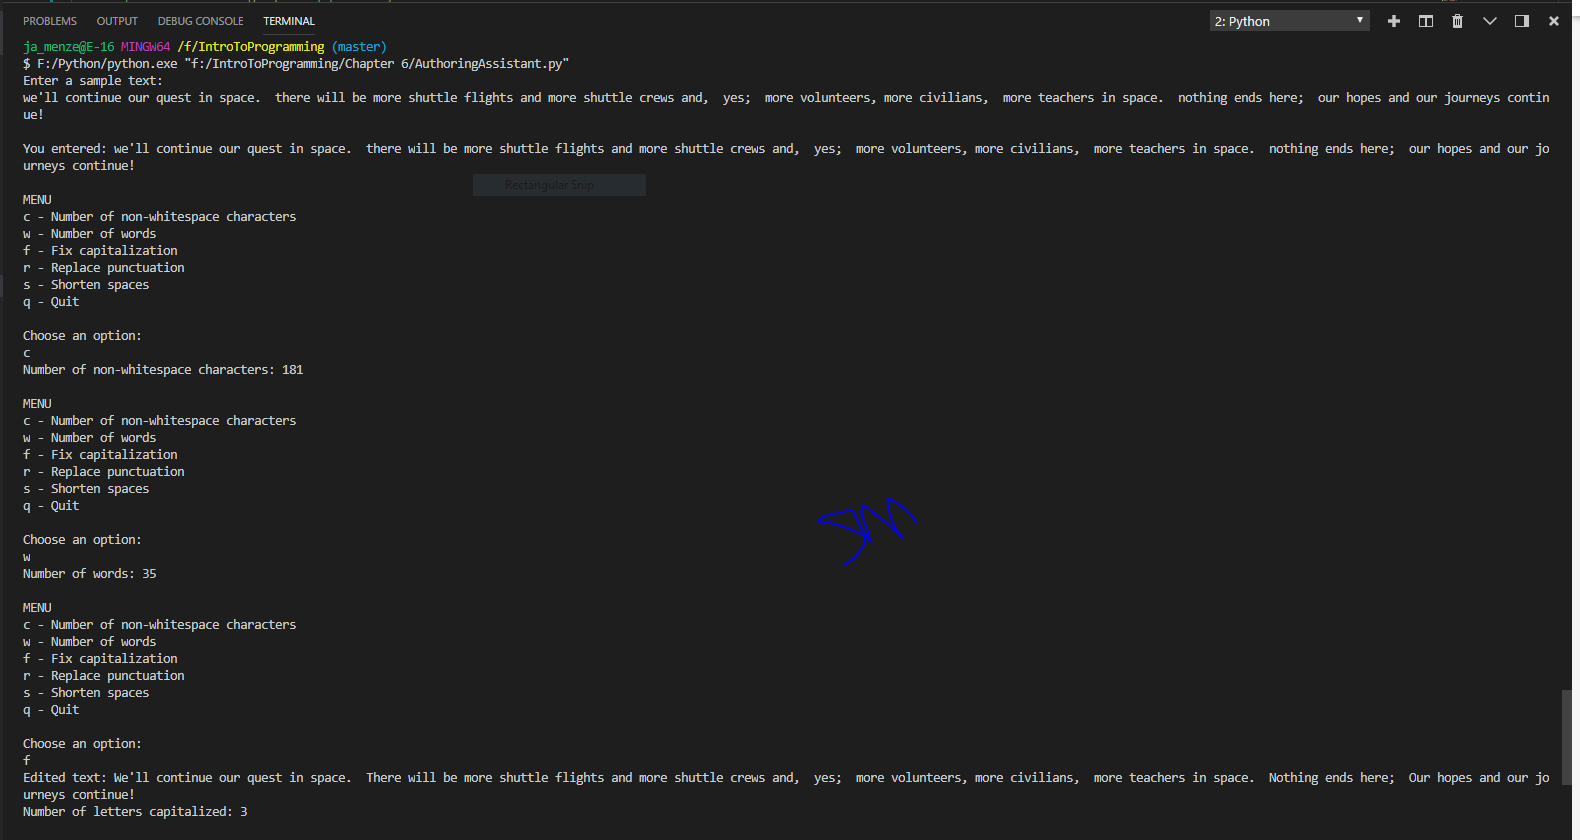 PROBLEMS OUTPUT DEBUG CONSOLE TERMINAL 2: Python
ja_menze@E-16 MINGW64 /f/IntroToProgramming (master)
$ F:/Python/python.exe "f:/IntroToProgramming/Chapter 6/AuthoringAssistant.py"
Enter a sample text:
we'll continue our quest in space.  there will be more shuttle flights and more shuttle crews and,  yes;  more volunteers, more civilians,  more teachers in space.  nothing ends here;  our hopes and our journeys contin
ue!
You entered: we'll continue our quest in space.  there will be more shuttle flights and more shuttle crews and,  yes;  more volunteers, more civilians,  more teachers in space.  nothing ends here;  our hopes and our jo
urneys continue!
Rectangular Snip
MENU
c - Number of non-whitespace characters
w - Number of words
f - Fix capitalization
r - Replace punctuation
s - Shorten spaces
q - Quit
Choose an option:
c
Number of non-whitespace characters: 181
MENU
c - Number of non-whitespace characters
w - Number of words
f - Fix capitalization
r - Replace punctuation
s - Shorten spaces
q - Quit
Choose an option:
w
Number of words: 35
MENU
c - Number of non-whitespace characters
w - Number of words
f - Fix capitalization
r - Replace punctuation
s - Shorten spaces
q - Quit
Choose an option:
f
Edited text: We'll continue our quest in space.  There will be more shuttle flights and more shuttle crews and,  yes;  more volunteers, more civilians,  more teachers in space.  Nothing ends here;  Our hopes and our jo
urneys continue!
Number of letters capitalized: 3